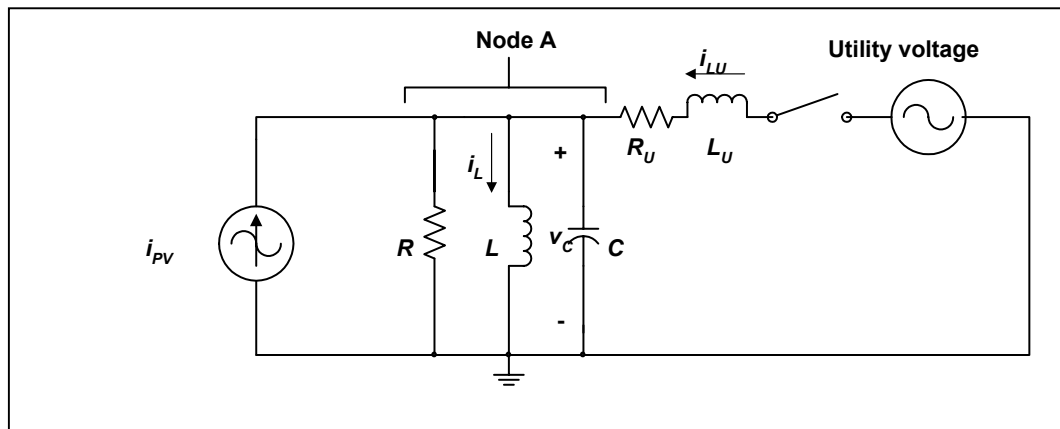 Node A
Utility voltage
i_LU
R_U
L_U
+
i_L
i_PV
R
L
v_C
C
-